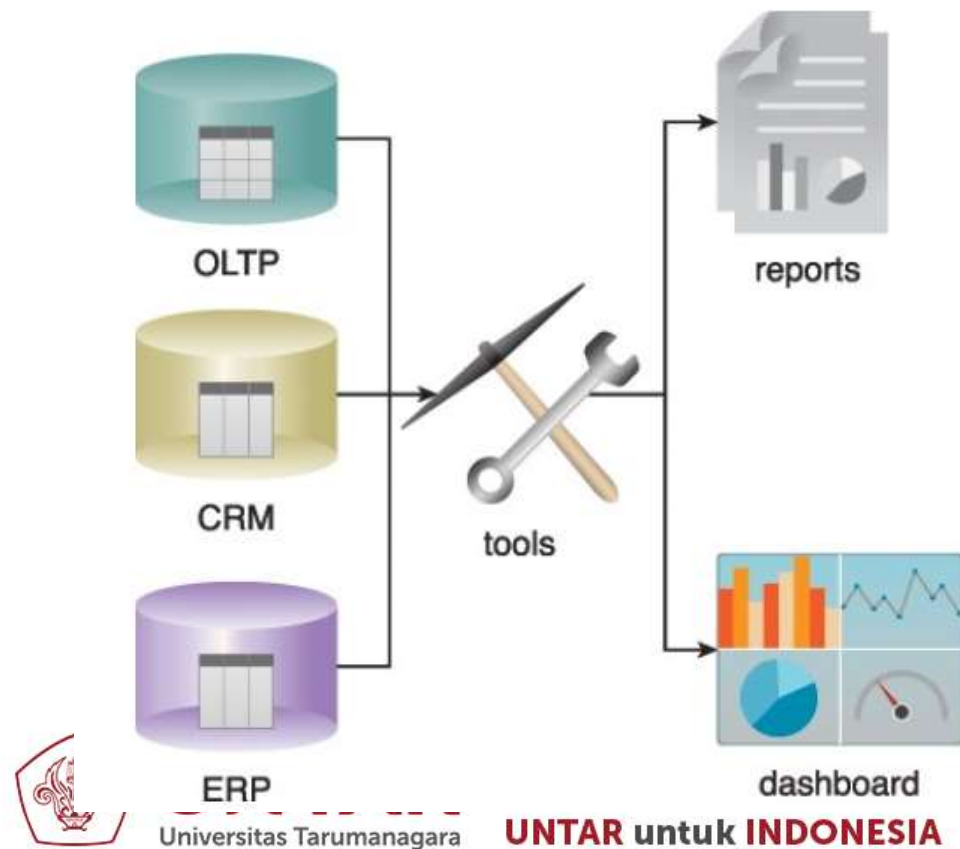 OLTP
reports
CRM
tools
ERP
dashboard
Universitas Tarumanagara
UNTAR untuk INDONESIA